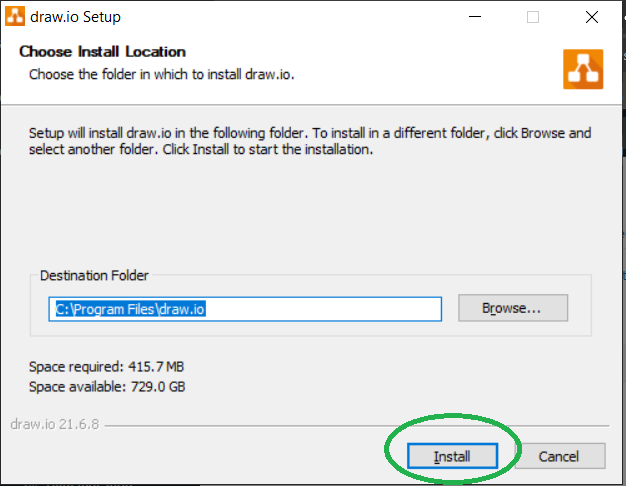 draw.io Setup
Choose Install Location
Choose the folder in which to install draw.io.
Setup will install draw.io in the following folder. To install in a different folder, click Browse and
select another folder. Click Install to start the installation.
Destination Folder
C:\Program Files\draw.io
Browse...
Space required: 415.7 MB
Space available: 729.0 GB
draw.io 21.6.8
Install
Cancel